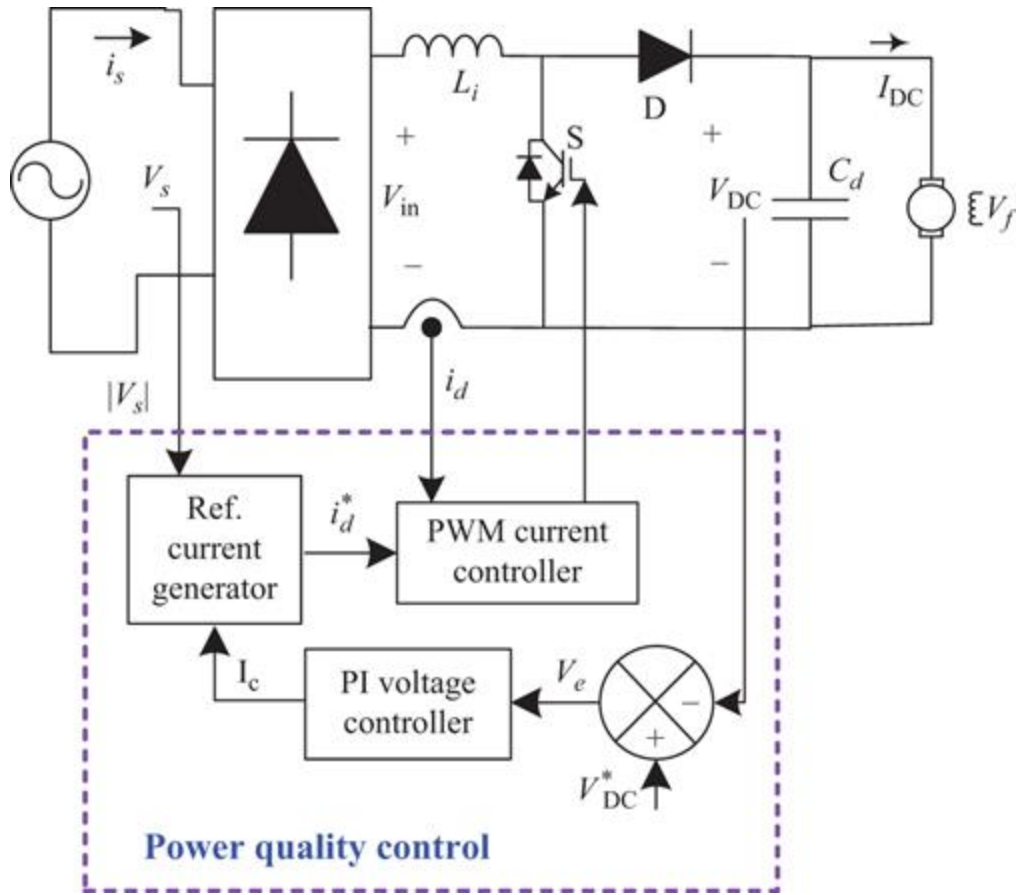 i_s
L_i
D
I_DC
S
+
+
V_s
V_in
V_DC
C_d
V_f
−
−
|V_s|
i_d
Ref.
current
generator
i_d^*
PWM current
controller
I_c
PI voltage
controller
V_e
−
+
V_DC^*
Power quality control